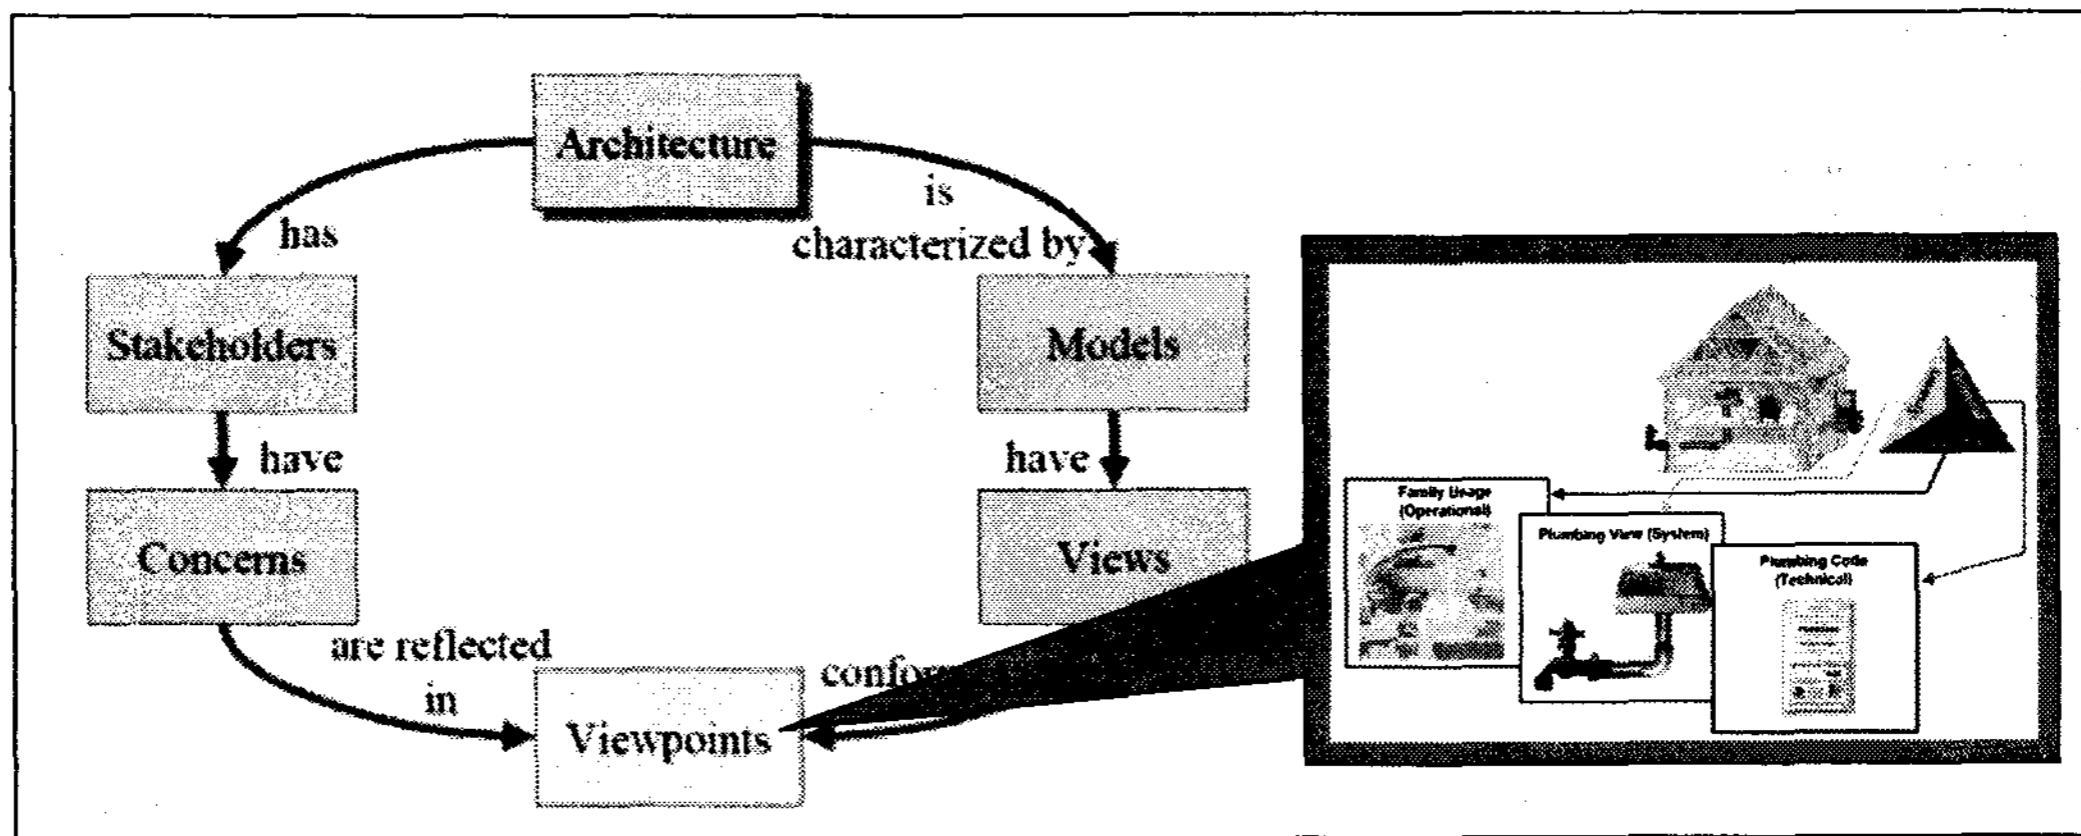 Architecture
is
has
characterized by
Stakeholders
Models
have
have
Family Usage
(Operational)
Concerns
Views
Plumbing View (System)
Plumbing Code
(Technical)
are reflected
in
Viewpoints